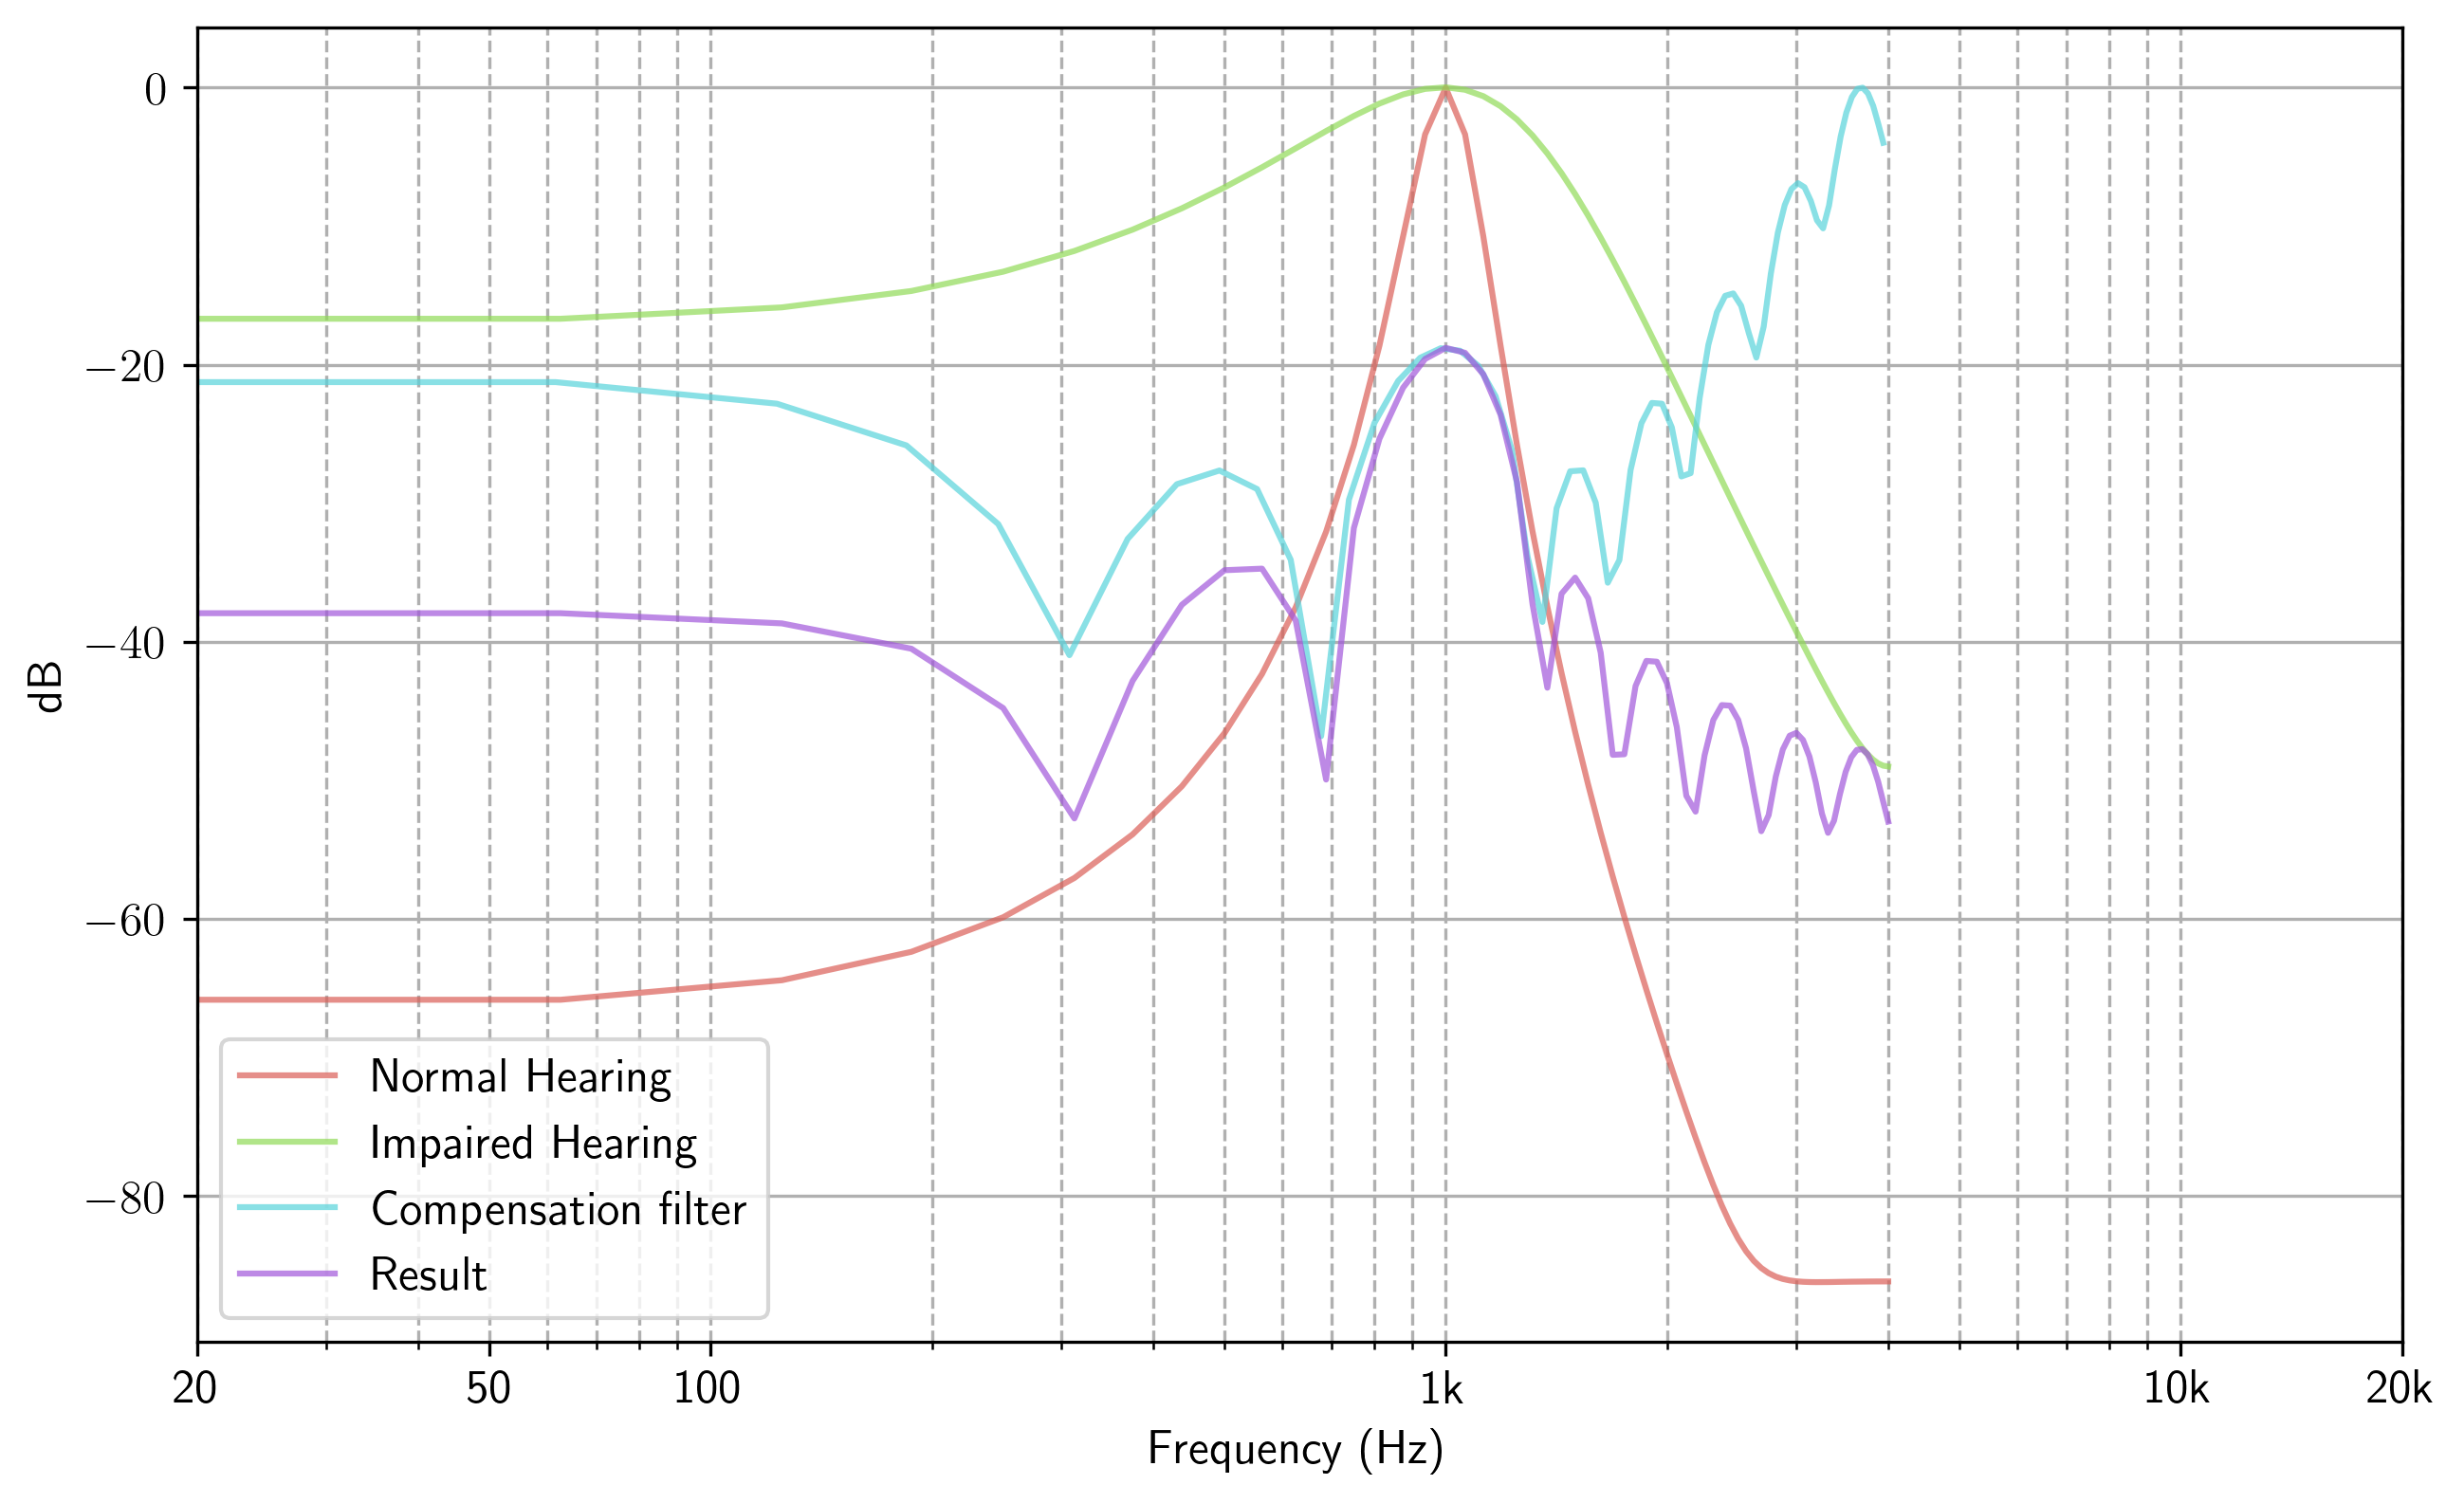 0
−20
−40
−60
−80
dB
Normal Hearing
Impaired Hearing
Compensation filter
Result
20 50 100 1k 10k 20k
Frequency (Hz)